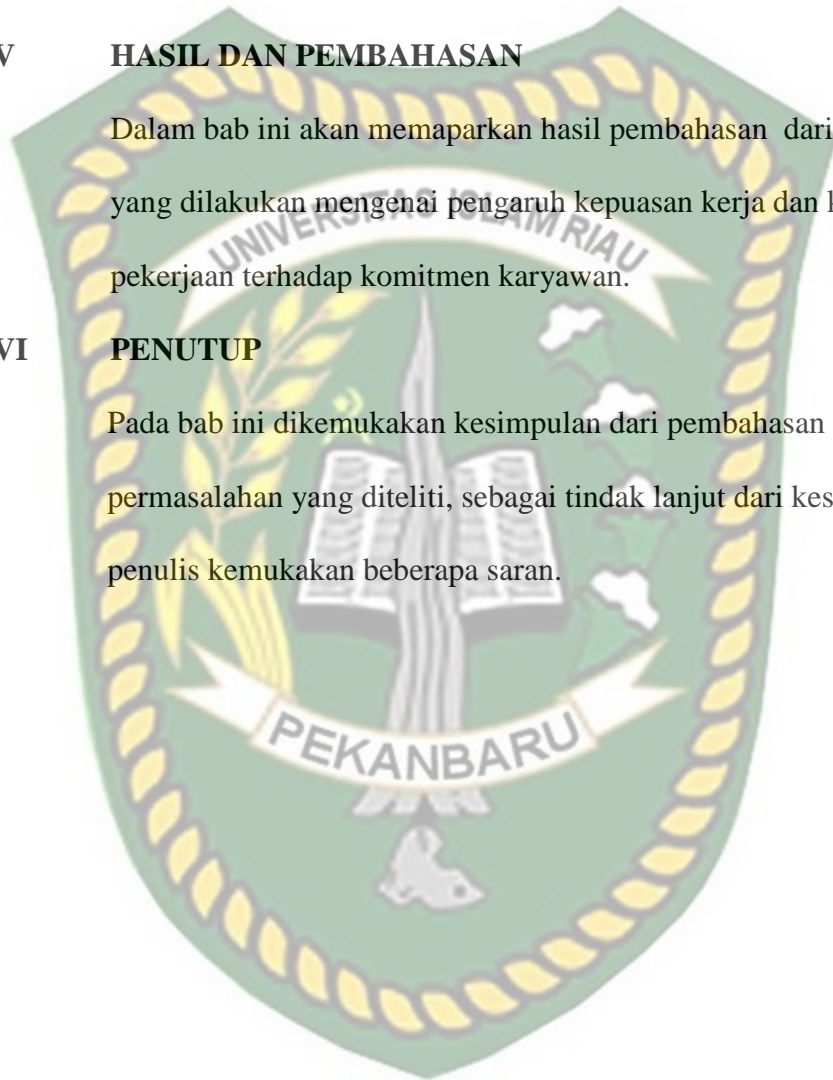 V HASIL DAN PEMBAHASAN
Dalam bab ini akan memaparkan hasil pembahasan dari
yang dilakukan mengenai pengaruh kepuasan kerja dan
UNIVERSITAS ISLAM RIAU
pekerjaan terhadap komitmen karyawan.
VI PENUTUP
Pada bab ini dikemukakan kesimpulan dari pembahasan
permasalahan yang diteliti, sebagai tindak lanjut dari kes
penulis kemukakan beberapa saran.
PEKANBARU